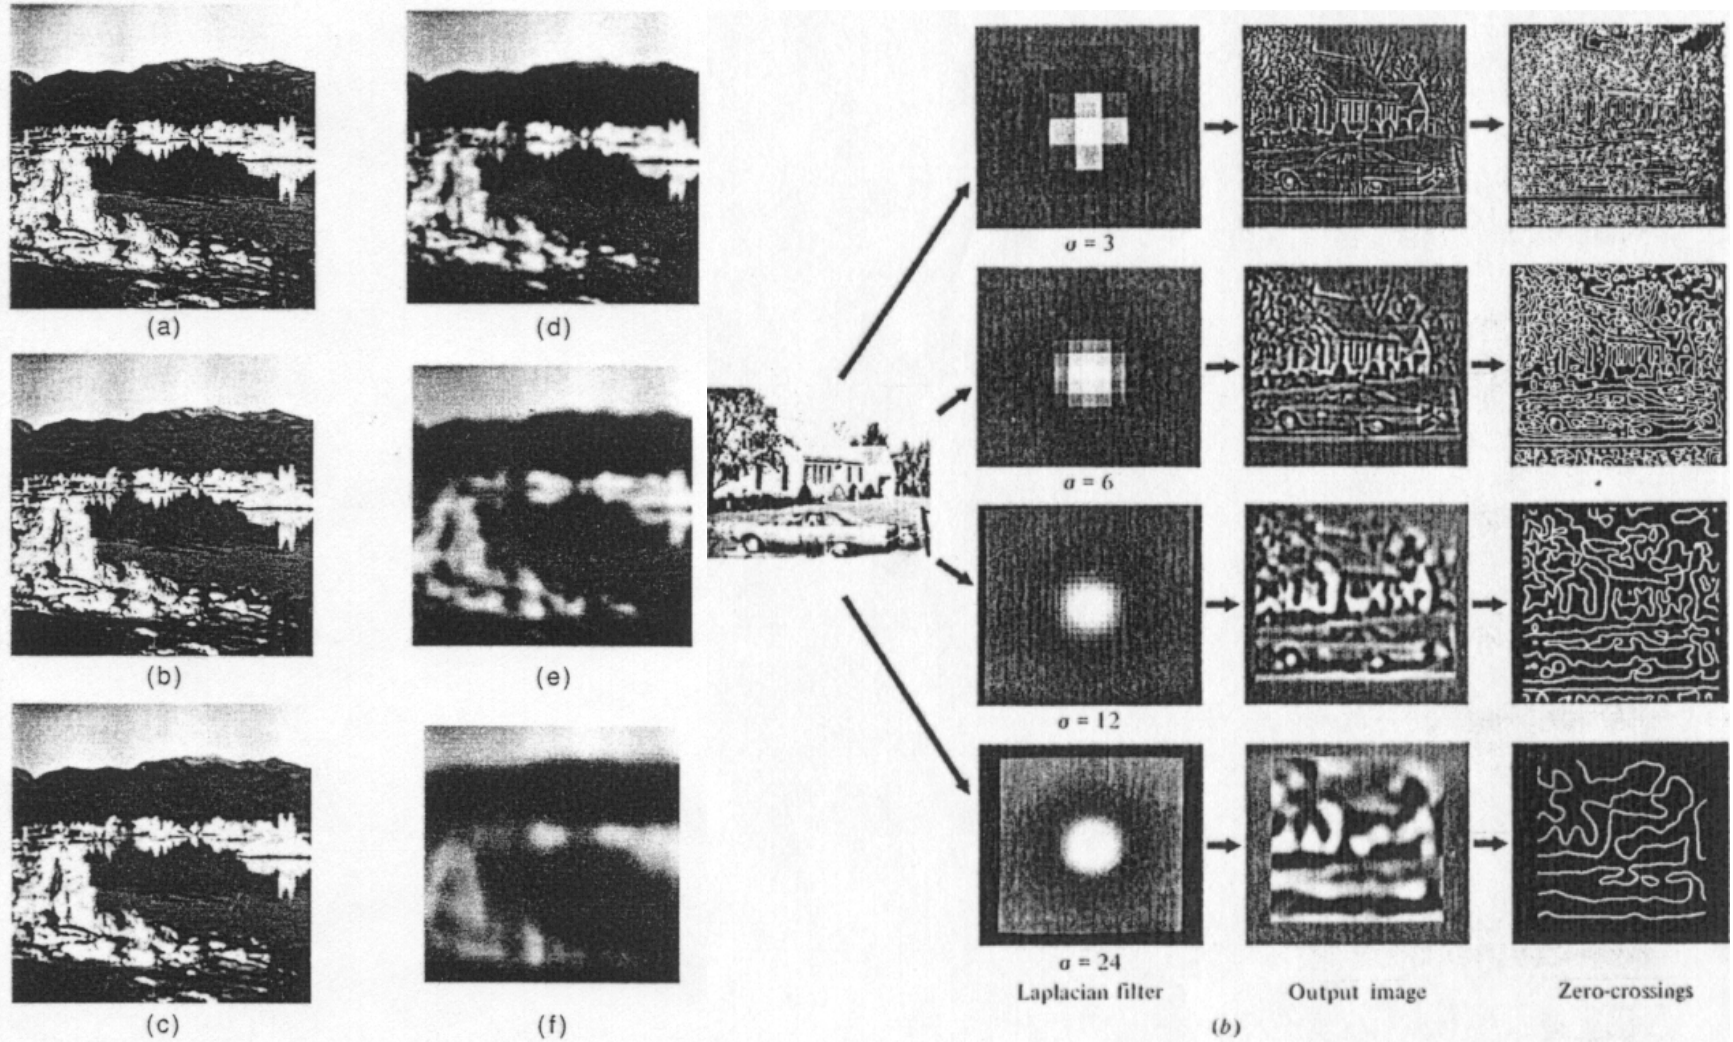 (a)
(d)
(b)
(e)
(c)
(f)
σ = 3
σ = 6
σ = 12
σ = 24
Laplacian filter
Output image
Zero-crossings
(b)